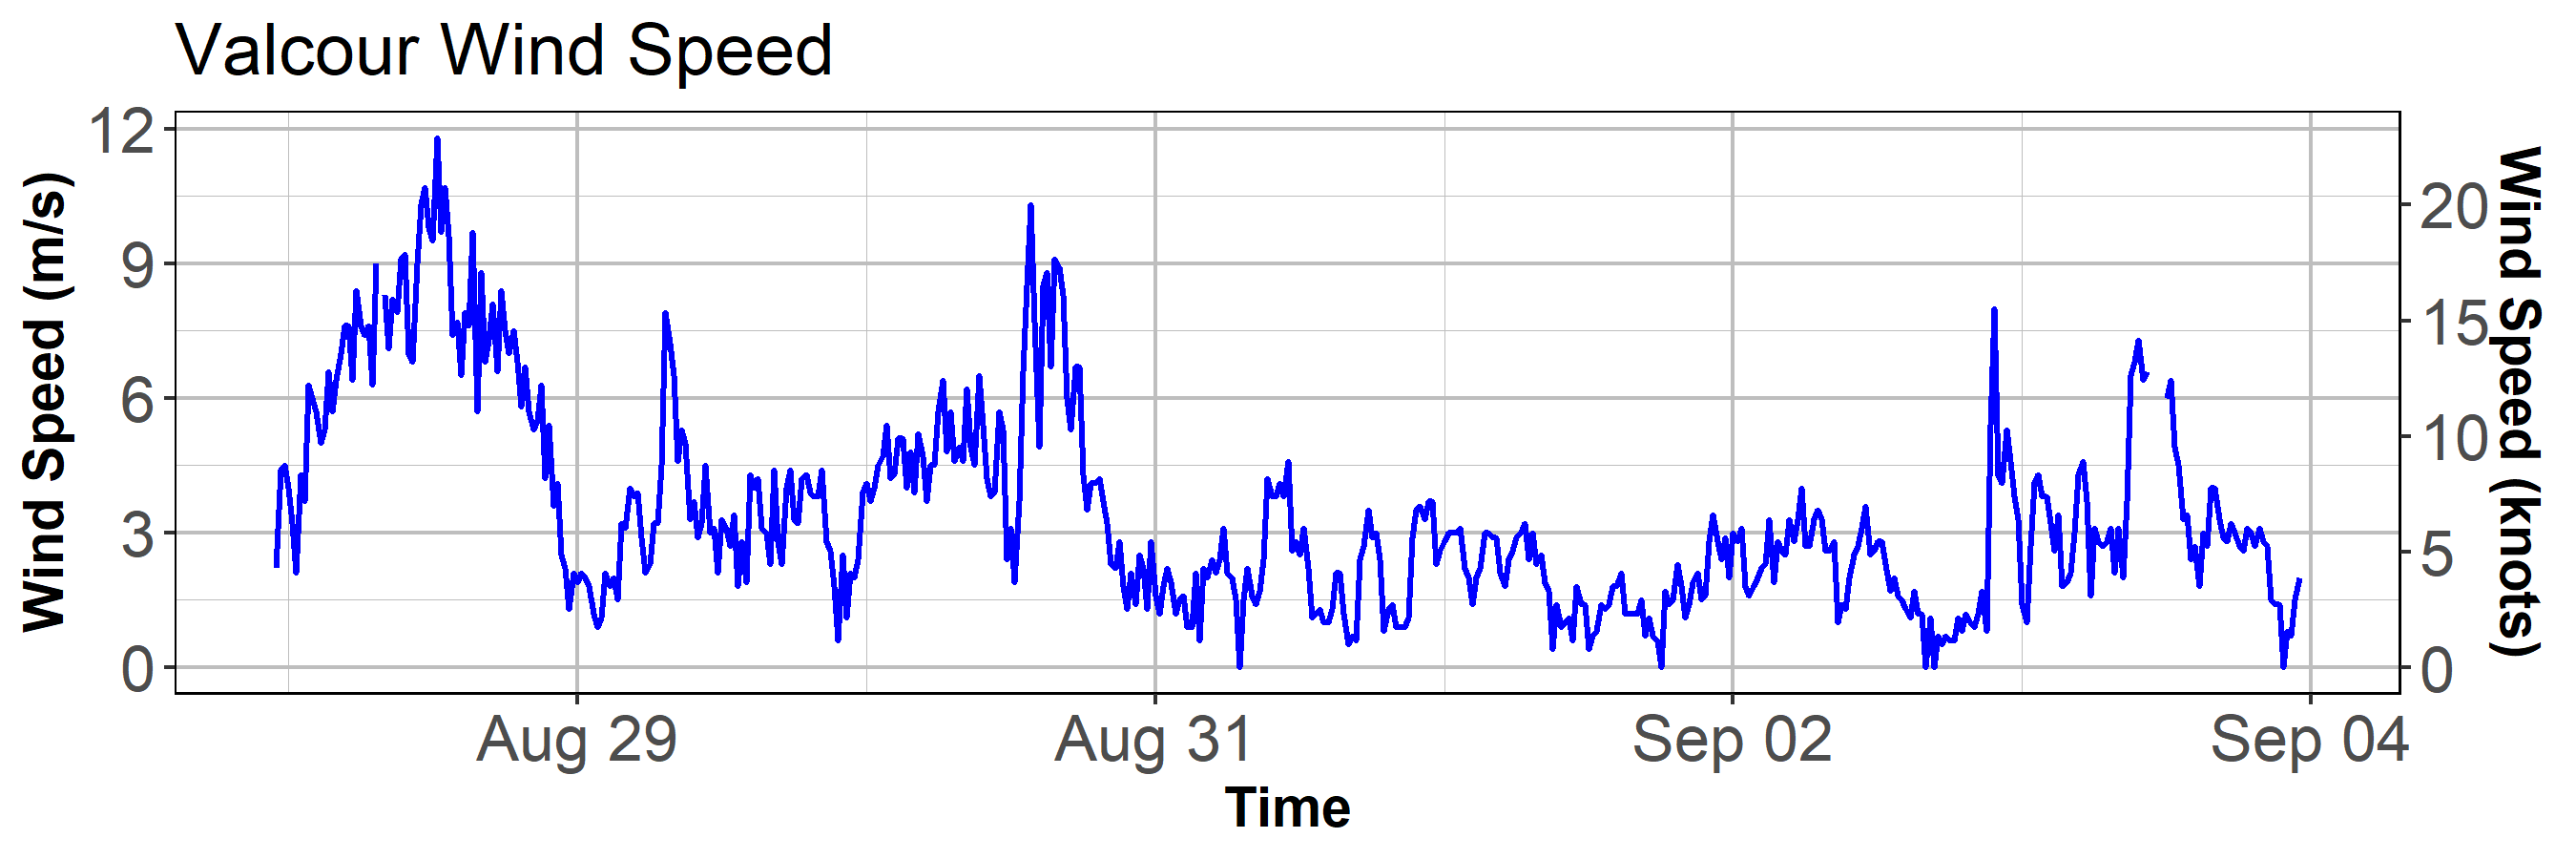 Valcour Wind Speed
Wind Speed (m/s)
12
9
6
3
0
20
15
10
5
0
Wind Speed (knots)
Aug 29
Aug 31
Sep 02
Sep 04
Time